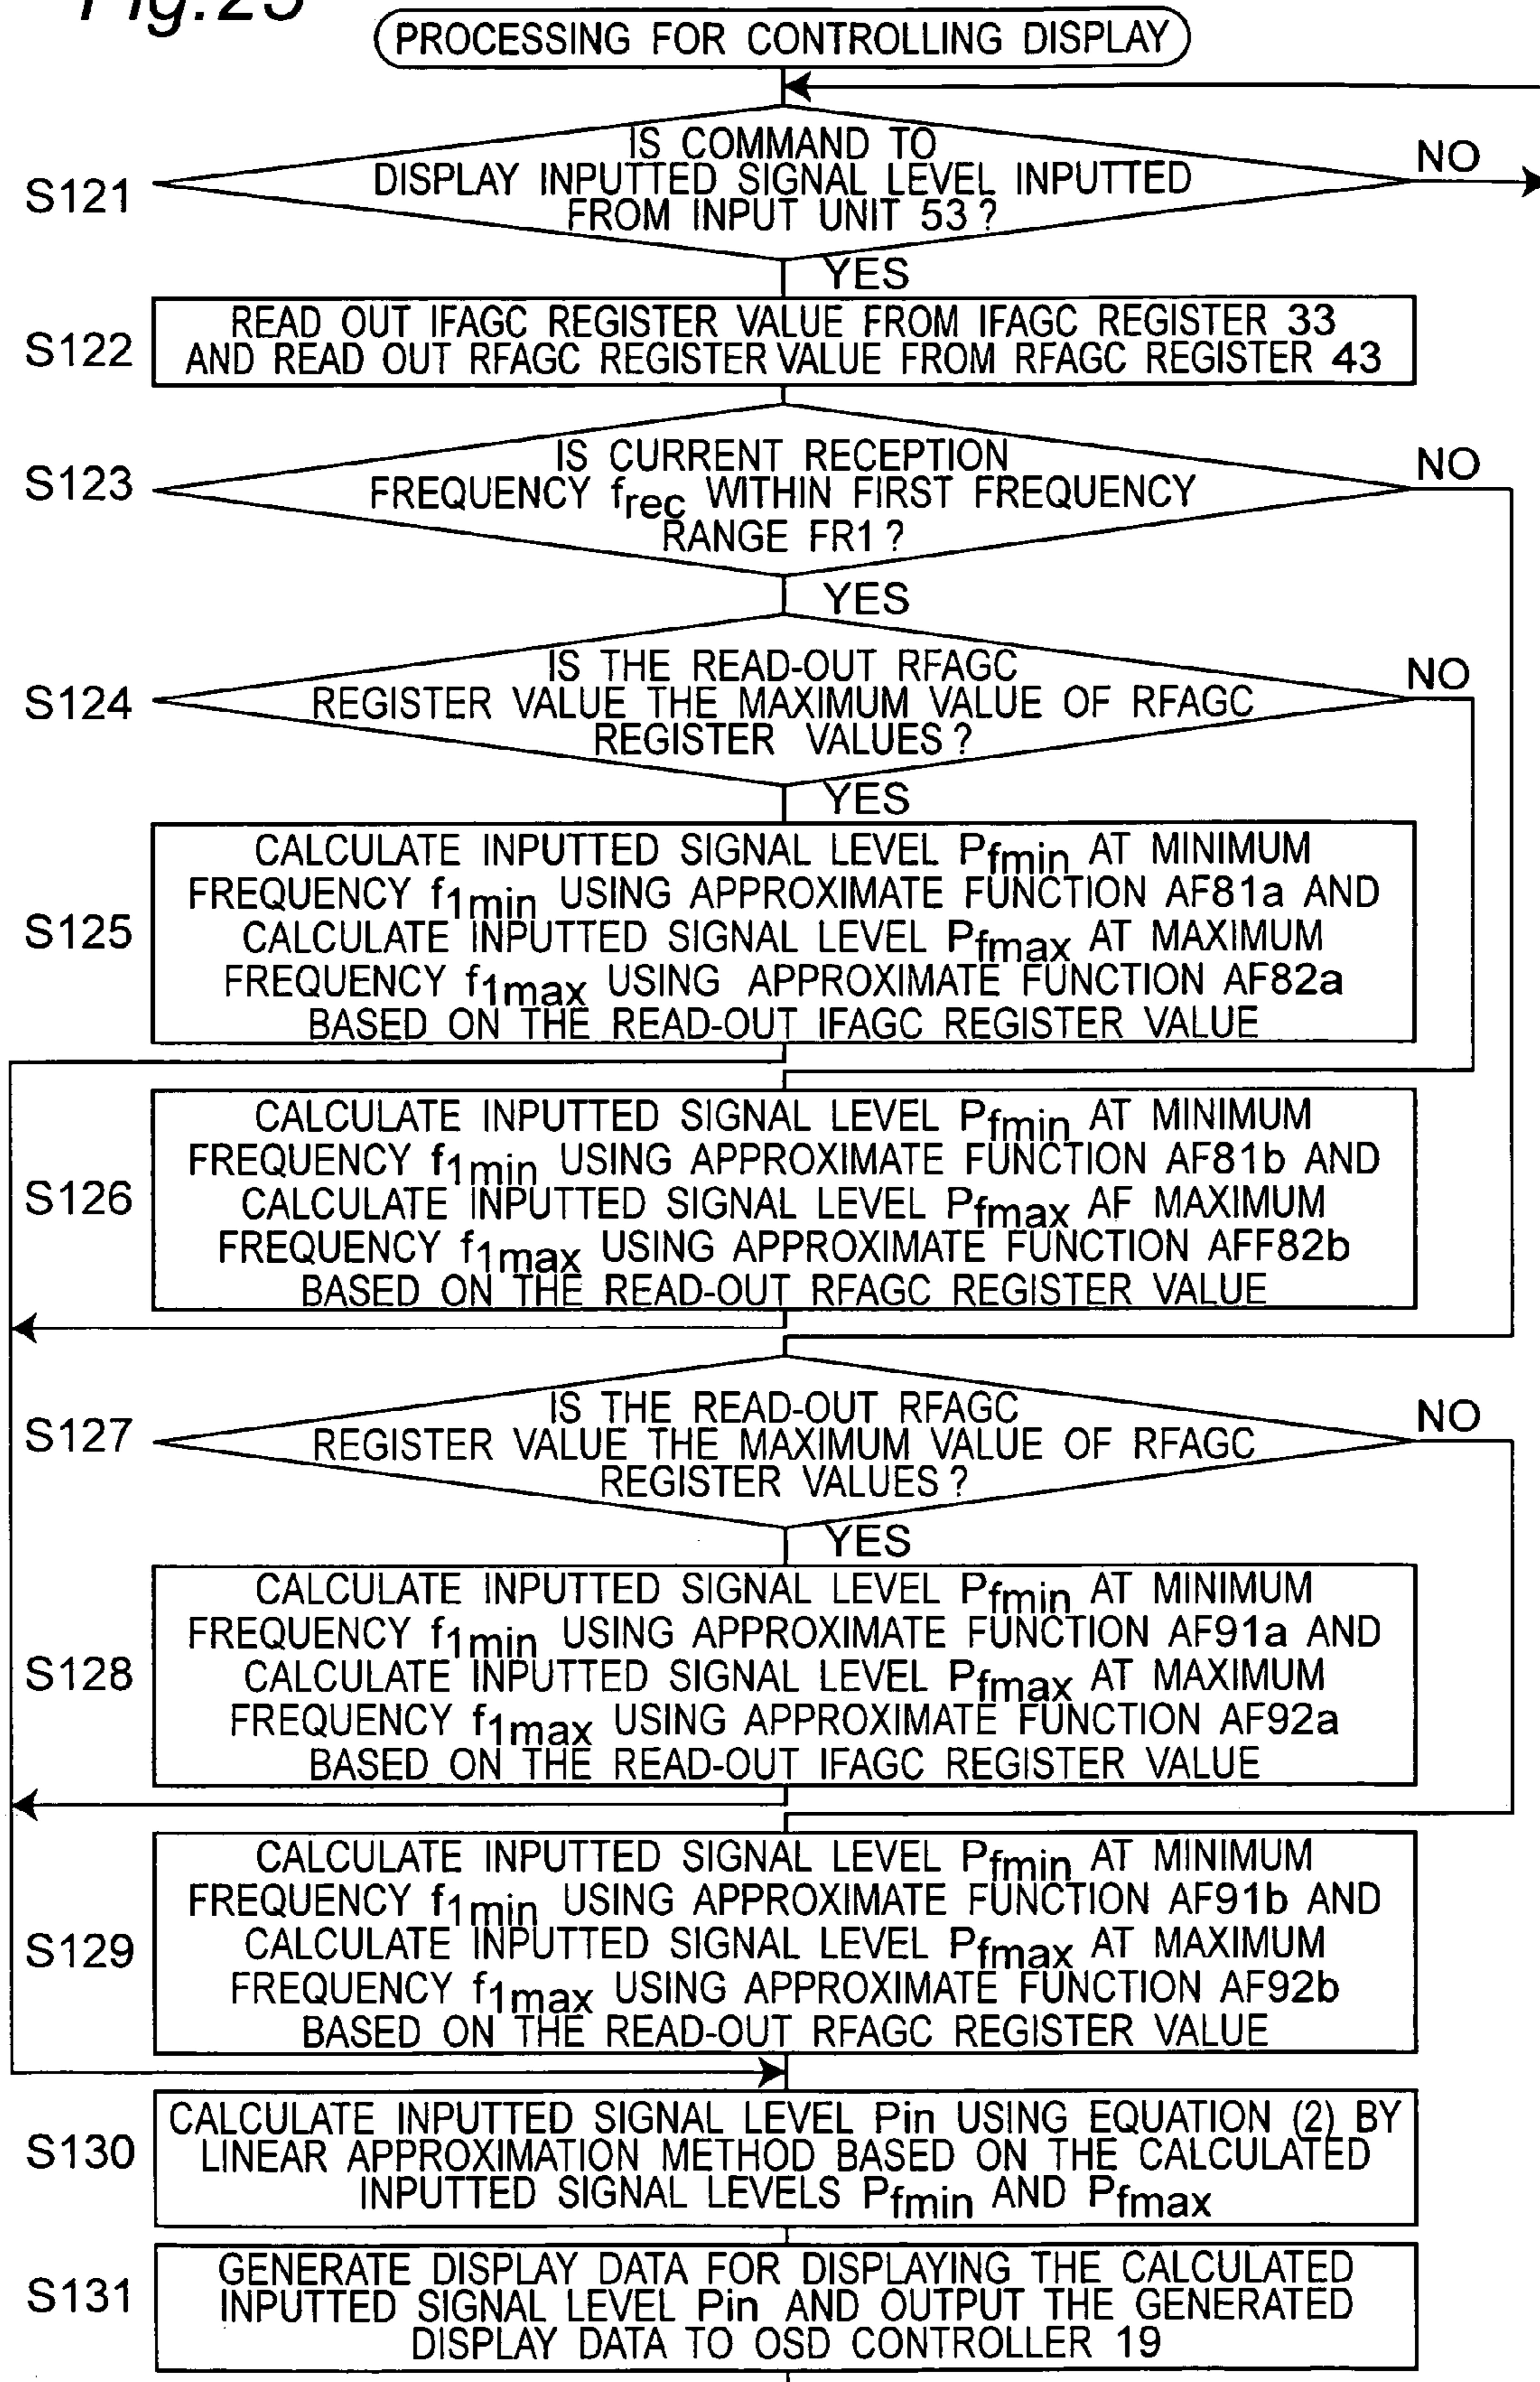 Fig.23
PROCESSING FOR CONTROLLING DISPLAY
S121
IS COMMAND TO
DISPLAY INPUTTED SIGNAL LEVEL INPUTTED
FROM INPUT UNIT 53?
NO
YES
S122
READ OUT IFAGC REGISTER VALUE FROM IFAGC REGISTER 33
AND READ OUT RFAGC REGISTER VALUE FROM RFAGC REGISTER 43
S123
IS CURRENT RECEPTION
FREQUENCY frec WITHIN FIRST FREQUENCY
RANGE FR1?
NO
YES
S124
IS THE READ-OUT RFAGC
REGISTER VALUE THE MAXIMUM VALUE OF RFAGC
REGISTER VALUES?
NO
YES
S125
CALCULATE INPUTTED SIGNAL LEVEL Pfmin AT MINIMUM
FREQUENCY f1min USING APPROXIMATE FUNCTION AF81a AND
CALCULATE INPUTTED SIGNAL LEVEL Pfmax AT MAXIMUM
FREQUENCY f1max USING APPROXIMATE FUNCTION AF82a
BASED ON THE READ-OUT IFAGC REGISTER VALUE
S126
CALCULATE INPUTTED SIGNAL LEVEL Pfmin AT MINIMUM
FREQUENCY f1min USING APPROXIMATE FUNCTION AF81b AND
CALCULATE INPUTTED SIGNAL LEVEL Pfmax AF MAXIMUM
FREQUENCY f1max USING APPROXIMATE FUNCTION AFF82b
BASED ON THE READ-OUT RFAGC REGISTER VALUE
S127
IS THE READ-OUT RFAGC
REGISTER VALUE THE MAXIMUM VALUE OF RFAGC
REGISTER VALUES?
NO
YES
S128
CALCULATE INPUTTED SIGNAL LEVEL Pfmin AT MINIMUM
FREQUENCY f1min USING APPROXIMATE FUNCTION AF91a AND
CALCULATE INPUTTED SIGNAL LEVEL Pfmax AT MAXIMUM
FREQUENCY f1max USING APPROXIMATE FUNCTION AF92a
BASED ON THE READ-OUT IFAGC REGISTER VALUE
S129
CALCULATE INPUTTED SIGNAL LEVEL Pfmin AT MINIMUM
FREQUENCY f1min USING APPROXIMATE FUNCTION AF91b AND
CALCULATE INPUTTED SIGNAL LEVEL Pfmax AT MAXIMUM
FREQUENCY f1max USING APPROXIMATE FUNCTION AF92b
BASED ON THE READ-OUT RFAGC REGISTER VALUE
S130
CALCULATE INPUTTED SIGNAL LEVEL Pin USING EQUATION (2) BY
LINEAR APPROXIMATION METHOD BASED ON THE CALCULATED
INPUTTED SIGNAL LEVELS Pfmin AND Pfmax
S131
GENERATE DISPLAY DATA FOR DISPLAYING THE CALCULATED
INPUTTED SIGNAL LEVEL Pin AND OUTPUT THE GENERATED
DISPLAY DATA TO OSD CONTROLLER 19